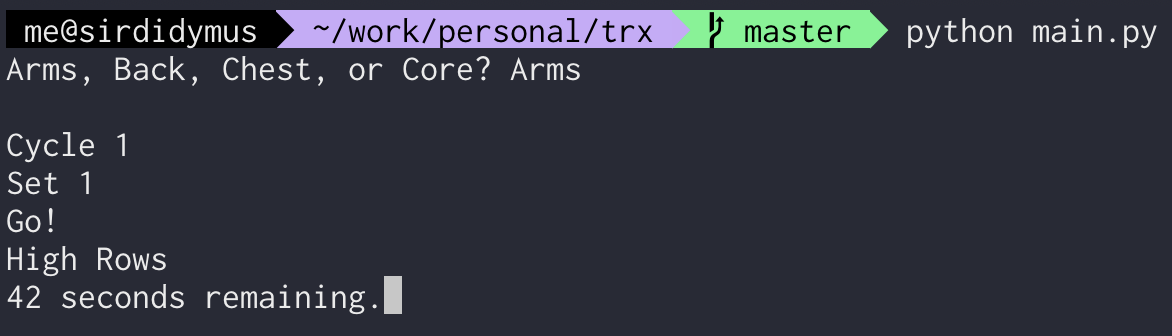 me@sirdidymus ~/work/personal/trx master python main.py
Arms, Back, Chest, or Core? Arms
Cycle 1
Set 1
Go!
High Rows
42 seconds remaining.